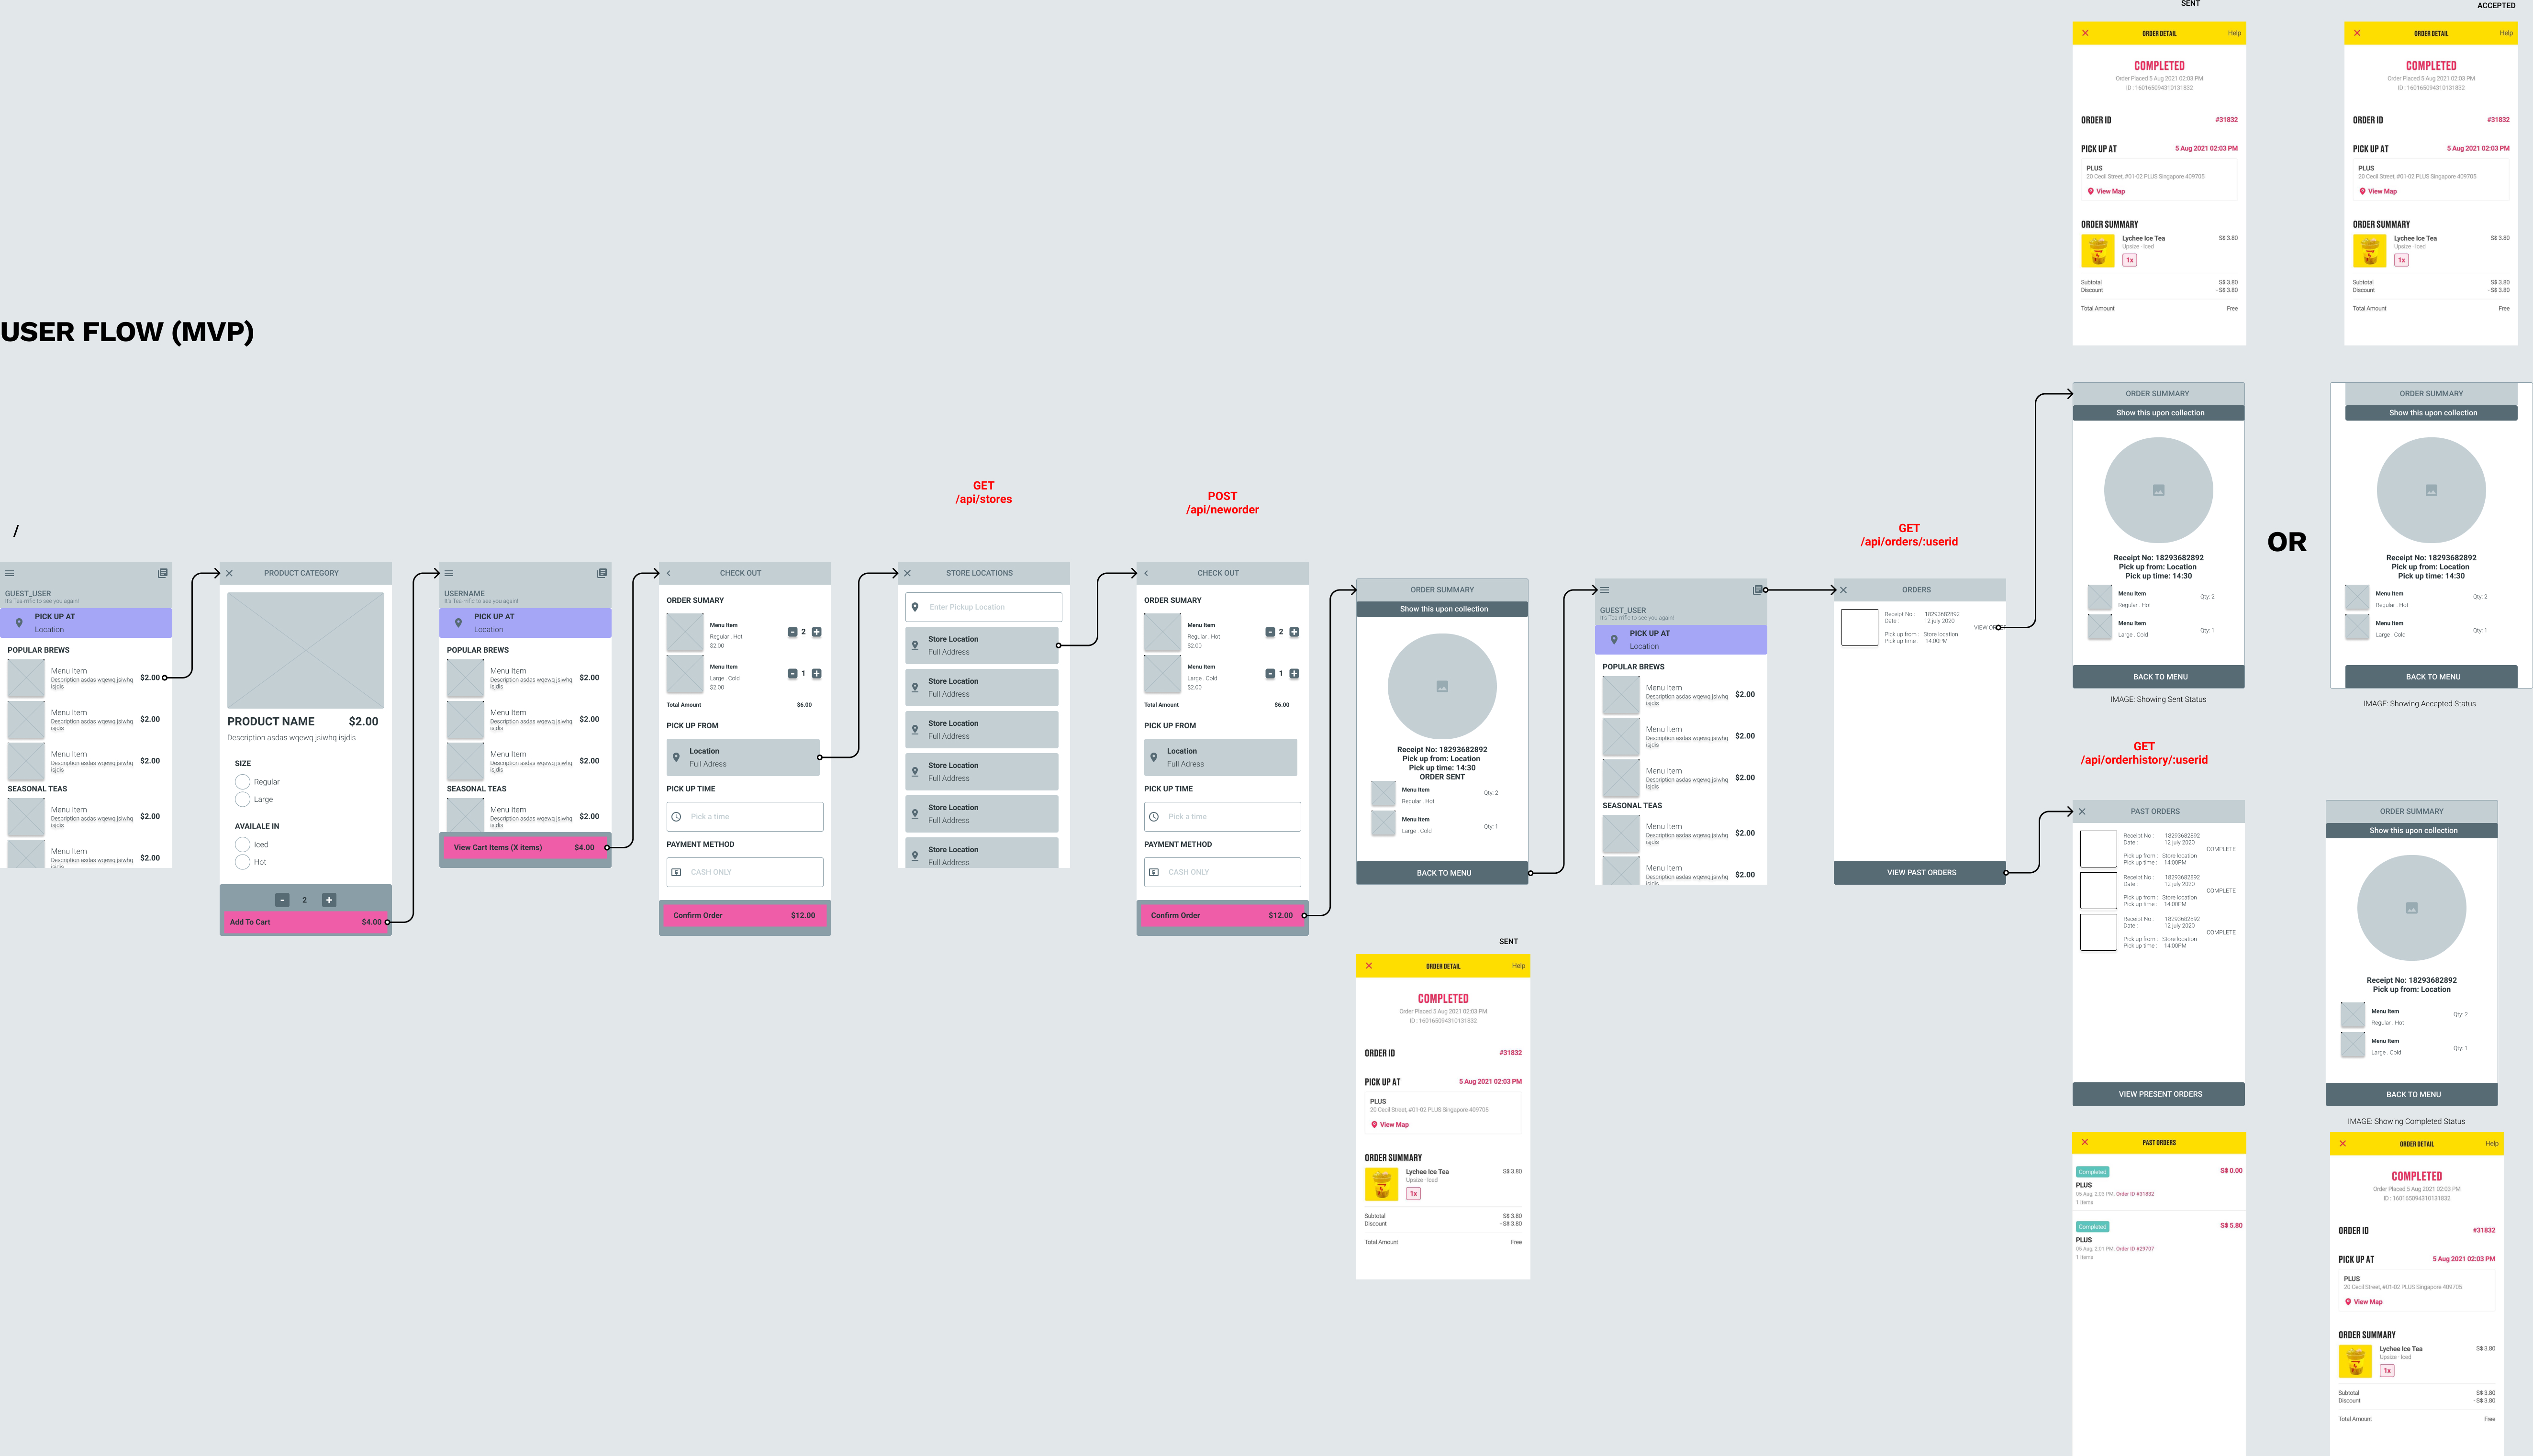 USER FLOW (MVP)
/
GUEST_USER
It's Tea-rrific to see you again!
PICK UP AT
Location
POPULAR BREWS
Menu Item
Description asdas wqewq jsiwhq
isjdis
$2.00
Menu Item
Description asdas wqewq jsiwhq
isjdis
$2.00
Menu Item
Description asdas wqewq jsiwhq
isjdis
$2.00
SEASONAL TEAS
Menu Item
Description asdas wqewq jsiwhq
isjdis
$2.00
Menu Item
Description asdas wqewq jsiwhq
isjdis
$2.00
PRODUCT CATEGORY
PRODUCT NAME $2.00
Description asdas wqewq jsiwhq isjdis
SIZE
Regular
Large
AVAILALE IN
Iced
Hot
- 2 +
Add To Cart $4.00
USERNAME
It's Tea-rrific to see you again!
PICK UP AT
Location
POPULAR BREWS
Menu Item
Description asdas wqewq jsiwhq
isjdis
$2.00
Menu Item
Description asdas wqewq jsiwhq
isjdis
$2.00
Menu Item
Description asdas wqewq jsiwhq
isjdis
$2.00
SEASONAL TEAS
Menu Item
Description asdas wqewq jsiwhq
$2.00
View Cart Items (X items) $4.00
CHECK OUT
ORDER SUMARY
Menu Item
Regular . Hot
$2.00
- 2 +
Menu Item
Large . Cold
$2.00
- 1 +
Total Amount $6.00
PICK UP FROM
Location
Full Adress
PICK UP TIME
Pick a time
PAYMENT METHOD
CASH ONLY
Confirm Order $12.00
GET
/api/stores
STORE LOCATIONS
Enter Pickup Location
Store Location
Full Address
Store Location
Full Address
Store Location
Full Address
Store Location
Full Address
Store Location
Full Address
Store Location
Full Address
POST
/api/neworder
CHECK OUT
ORDER SUMARY
Menu Item
Regular . Hot
$2.00
- 2 +
Menu Item
Large . Cold
$2.00
- 1 +
Total Amount $6.00
PICK UP FROM
Location
Full Adress
PICK UP TIME
Pick a time
PAYMENT METHOD
CASH ONLY
Confirm Order $12.00
ORDER SUMMARY
Show this upon collection
Receipt No: 18293682892
Pick up from: Location
Pick up time: 14:30
ORDER SENT
Menu Item
Regular . Hot
Qty: 2
Menu Item
Large . Cold
Qty: 1
BACK TO MENU
SENT
ORDER DETAIL Help
COMPLETED
Order Placed 5 Aug 2021 02:03 PM
ID : 160165094310131832
ORDER ID #31832
PICK UP AT 5 Aug 2021 02:03 PM
PLUS
20 Cecil Street, #01-02 PLUS Singapore 409705
View Map
ORDER SUMMARY
Lychee Ice Tea S$ 3.80
Upsize · Iced
1x
Subtotal S$ 3.80
Discount - S$ 3.80
Total Amount Free
GUEST_USER
It's Tea-rrific to see you again!
PICK UP AT
Location
POPULAR BREWS
Menu Item
Description asdas wqewq jsiwhq
isjdis
$2.00
Menu Item
Description asdas wqewq jsiwhq
isjdis
$2.00
Menu Item
Description asdas wqewq jsiwhq
isjdis
$2.00
SEASONAL TEAS
Menu Item
Description asdas wqewq jsiwhq
isjdis
$2.00
Menu Item
Description asdas wqewq jsiwhq
isjdis
$2.00
GET
/api/orders/:userid
ORDERS
Receipt No : 18293682892
Date : 12 july 2020
Pick up from : Store location
Pick up time : 14:00PM
VIEW
VIEW PAST ORDERS
SENT
ORDER DETAIL Help
COMPLETED
Order Placed 5 Aug 2021 02:03 PM
ID : 160165094310131832
ORDER ID #31832
PICK UP AT 5 Aug 2021 02:03 PM
PLUS
20 Cecil Street, #01-02 PLUS Singapore 409705
View Map
ORDER SUMMARY
Lychee Ice Tea S$ 3.80
Upsize · Iced
1x
Subtotal S$ 3.80
Discount - S$ 3.80
Total Amount Free
ACCEPTED
ORDER DETAIL Help
COMPLETED
Order Placed 5 Aug 2021 02:03 PM
ID : 160165094310131832
ORDER ID #31832
PICK UP AT 5 Aug 2021 02:03 PM
PLUS
20 Cecil Street, #01-02 PLUS Singapore 409705
View Map
ORDER SUMMARY
Lychee Ice Tea S$ 3.80
Upsize · Iced
1x
Subtotal S$ 3.80
Discount - S$ 3.80
Total Amount Free
ORDER SUMMARY
Show this upon collection
Receipt No: 18293682892
Pick up from: Location
Pick up time: 14:30
Menu Item
Regular . Hot
Qty: 2
Menu Item
Large . Cold
Qty: 1
BACK TO MENU
IMAGE: Showing Sent Status
OR
ORDER SUMMARY
Show this upon collection
Receipt No: 18293682892
Pick up from: Location
Pick up time: 14:30
Menu Item
Regular . Hot
Qty: 2
Menu Item
Large . Cold
Qty: 1
BACK TO MENU
IMAGE: Showing Accepted Status
GET
/api/orderhistory/:userid
PAST ORDERS
Receipt No : 18293682892
Date : 12 july 2020
Pick up from : Store location
Pick up time : 14:00PM
COMPLETE
Receipt No : 18293682892
Date : 12 july 2020
Pick up from : Store location
Pick up time : 14:00PM
COMPLETE
Receipt No : 18293682892
Date : 12 july 2020
Pick up from : Store location
Pick up time : 14:00PM
COMPLETE
VIEW PRESENT ORDERS
ORDER SUMMARY
Show this upon collection
Receipt No: 18293682892
Pick up from: Location
Menu Item
Regular . Hot
Qty: 2
Menu Item
Large . Cold
Qty: 1
BACK TO MENU
IMAGE: Showing Completed Status
PAST ORDERS
Completed S$ 0.00
PLUS
05 Aug, 2:03 PM, Order ID #31832
1 Items
Completed S$ 5.80
PLUS
05 Aug, 2:01 PM, Order ID #29707
1 Items
ORDER DETAIL Help
COMPLETED
Order Placed 5 Aug 2021 02:03 PM
ID : 160165094310131832
ORDER ID #31832
PICK UP AT 5 Aug 2021 02:03 PM
PLUS
20 Cecil Street, #01-02 PLUS Singapore 409705
View Map
ORDER SUMMARY
Lychee Ice Tea S$ 3.80
Upsize · Iced
1x
Subtotal S$ 3.80
Discount - S$ 3.80
Total Amount Free